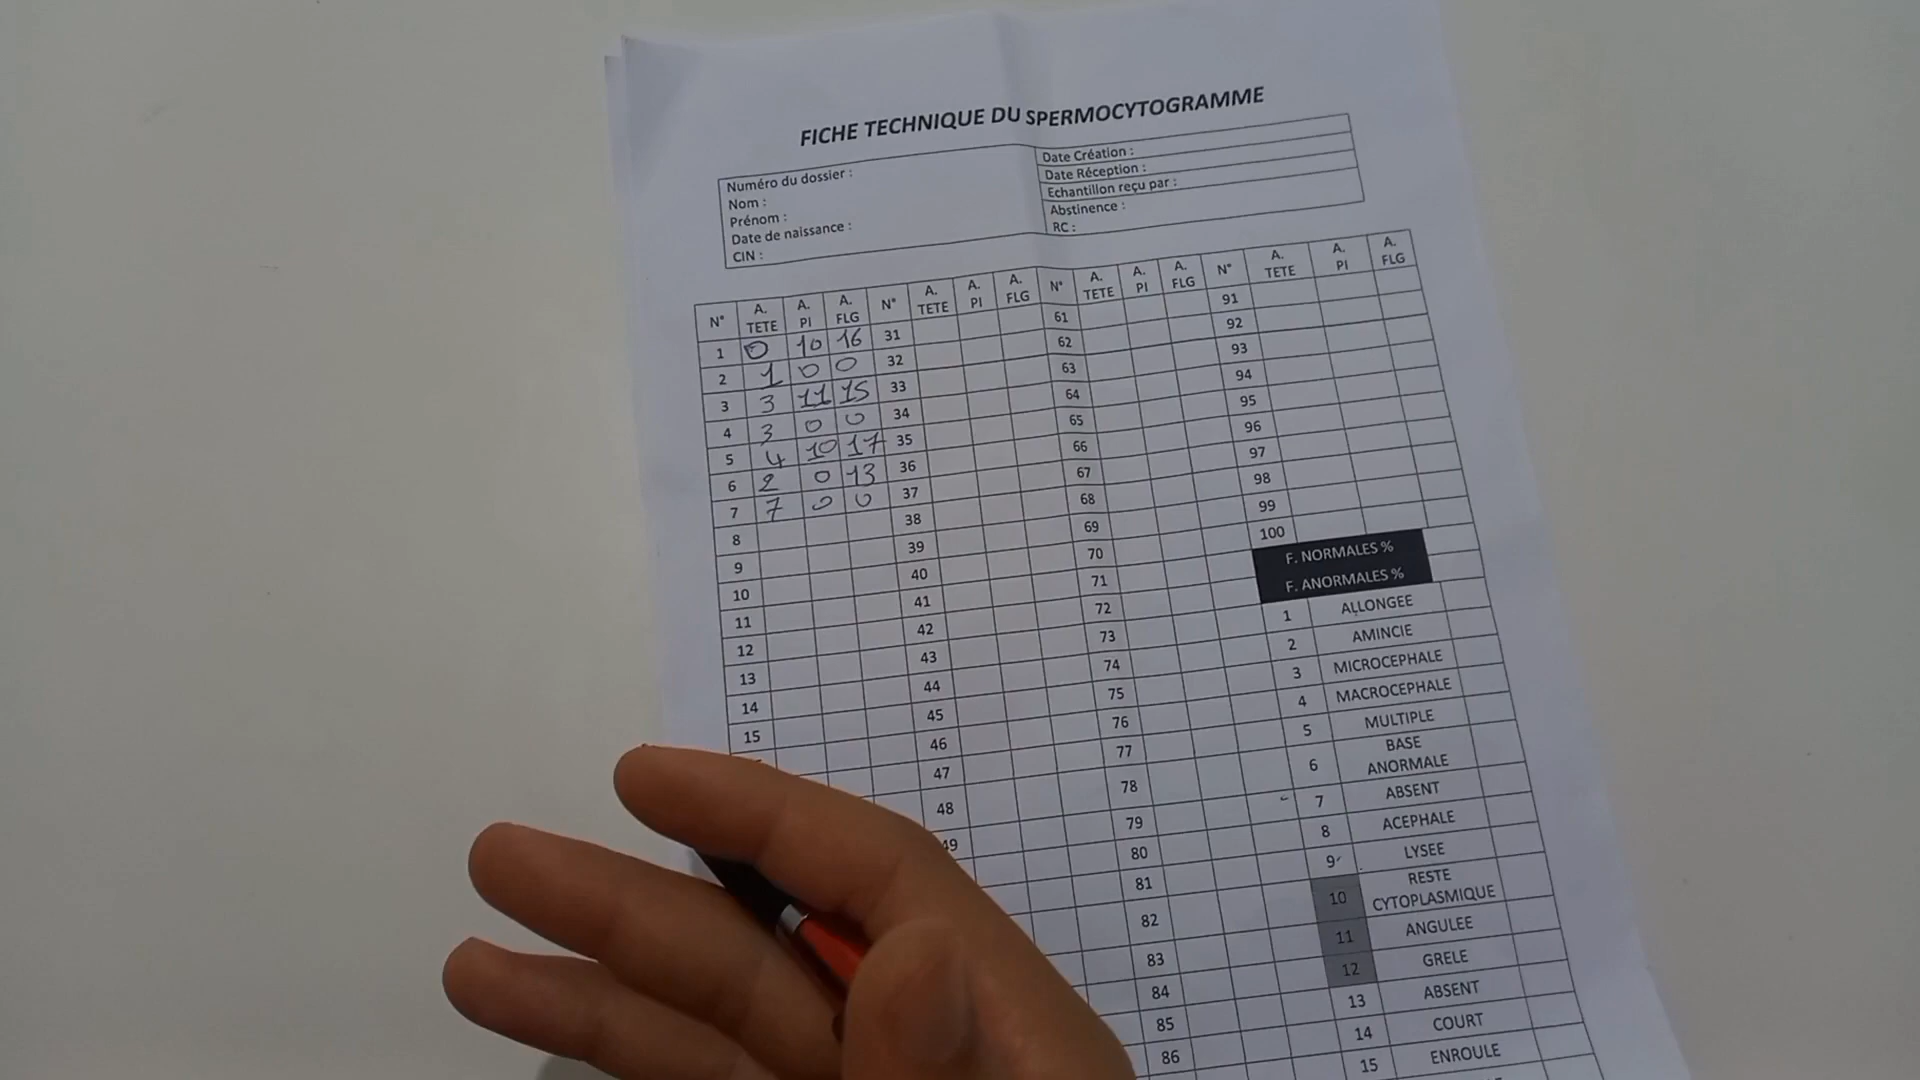 FICHE TECHNIQUE DU SPERMOCYTOGRAMME
Numéro du dossier :
Nom :
Prénom :
Date de naissance :
CIN :
Date Création :
Date Réception :
Echantillon reçu par :
Abstinence :
RC :
N° A. TETE A. PI A. FLG N° A. TETE A. PI A. FLG N° A. TETE A. PI A. FLG N° A. TETE A. PI A. FLG
1 0 10 16 31 61 91
2 1 0 0 32 62 92
3 3 11 15 33 63 93
4 3 0 0 34 64 94
5 4 10 17 35 65 95
6 2 0 13 36 66 96
7 7 0 0 37 67 97
8 38 68 98
9 39 69 99
10 40 70 100
11 41 71 F. NORMALES %
12 42 72 F. ANORMALES %
13 43 73 1 ALLONGEE
14 44 74 2 AMINCIE
15 45 75 3 MICROCEPHALE
46 76 4 MACROCEPHALE
47 77 5 MULTIPLE
48 78 6 BASE ANORMALE
49 79 7 ABSENT
80 8 ACEPHALE
81 9 LYSEE
82 10 RESTE CYTOPLASMIQUE
83 11 ANGULEE
84 12 GRELE
85 13 ABSENT
86 14 COURT
15 ENROULE